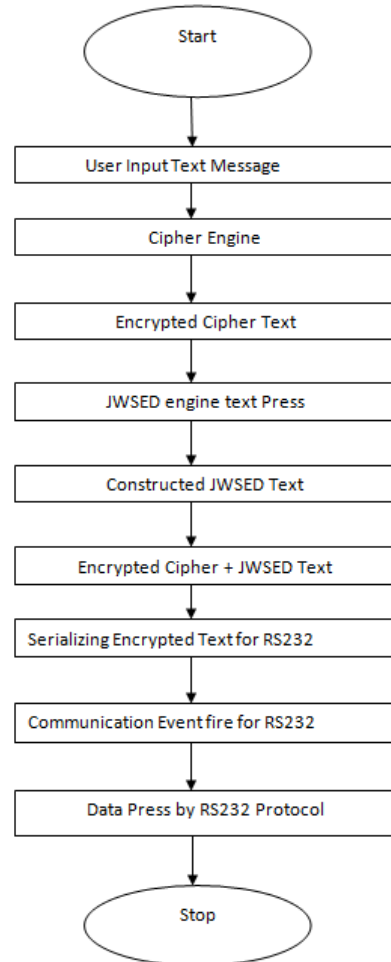 Start
User Input Text Message
Cipher Engine
Encrypted Cipher Text
JWSED engine text Press
Constructed JWSED Text
Encrypted Cipher + JWSED Text
Serializing Encrypted Text for RS232
Communication Event fire for RS232
Data Press by RS232 Protocol
Stop